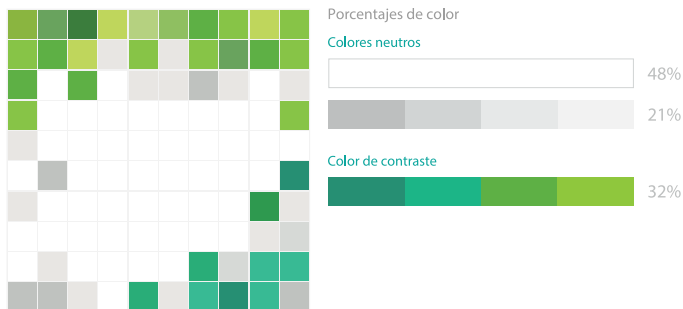 Porcentajes de color
Colores neutros
48%
21%
Color de contraste
32%